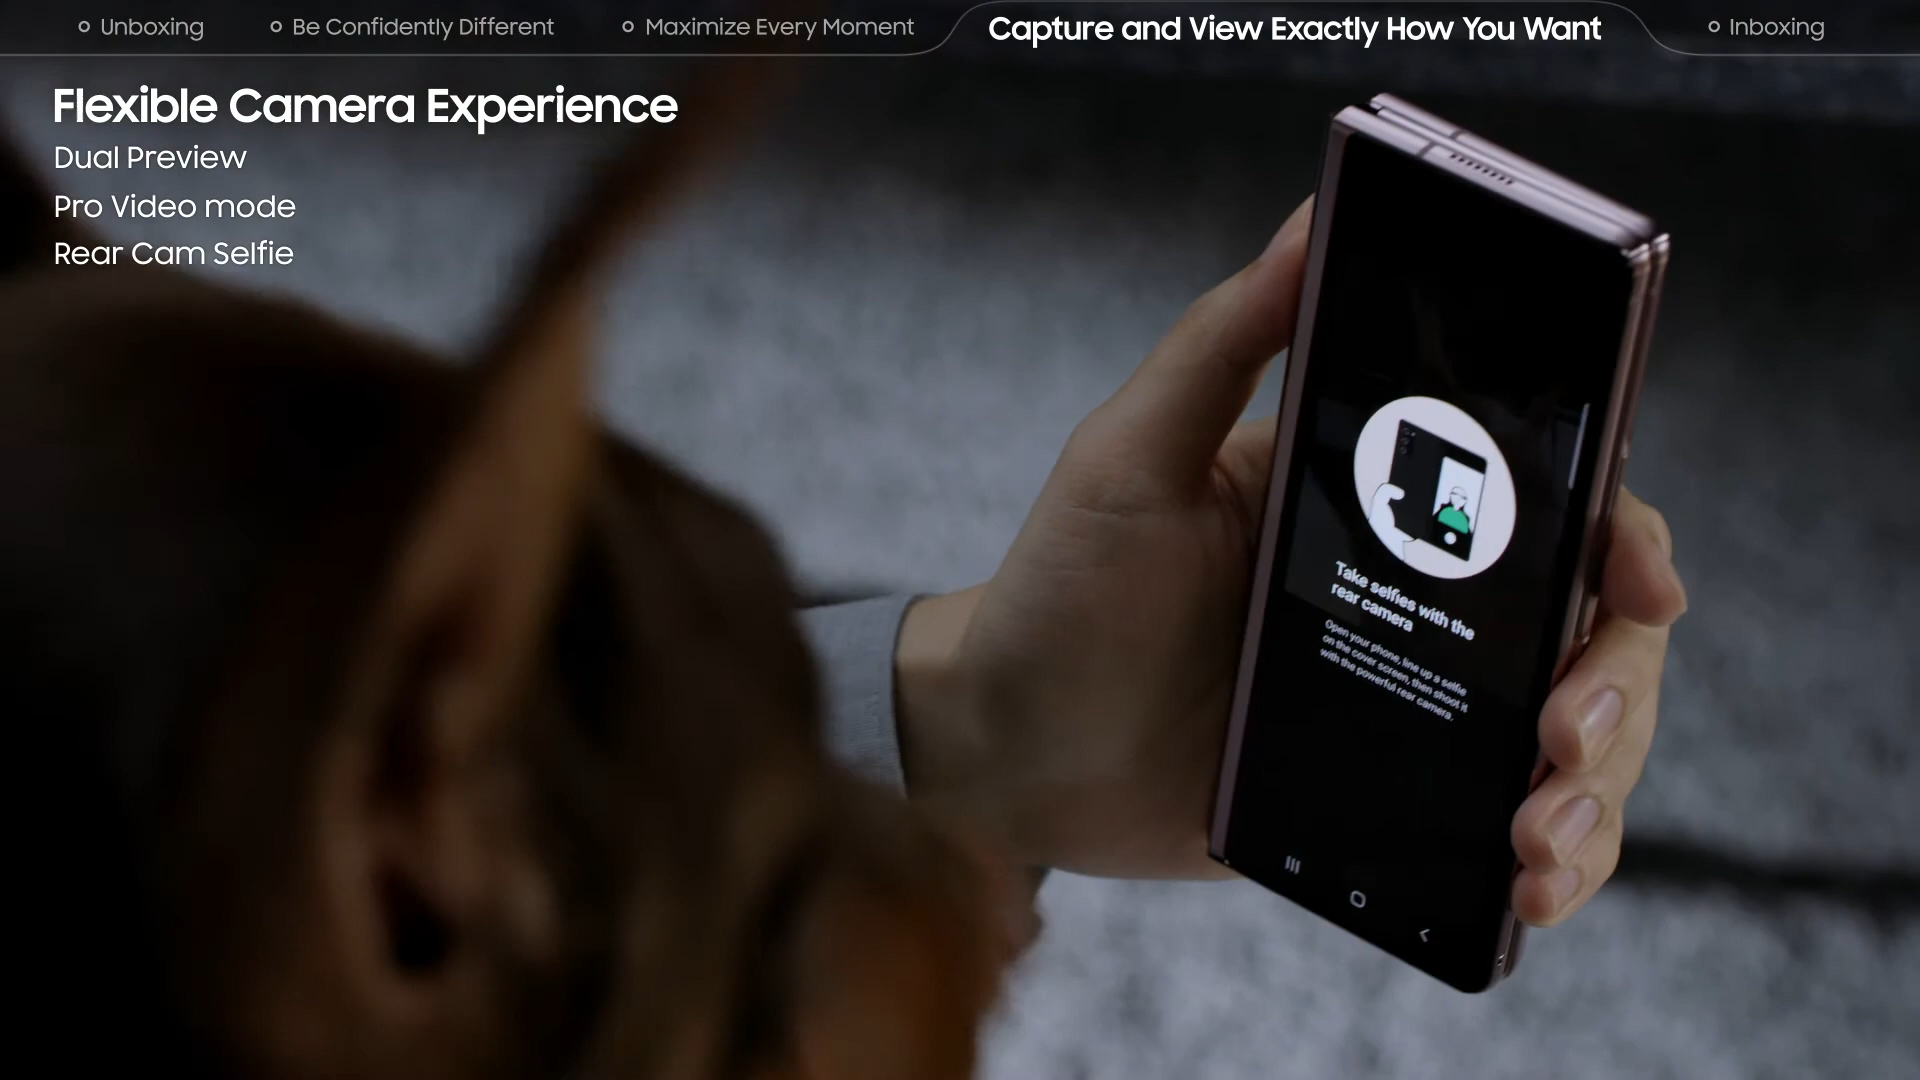 Unboxing
Be Confidently Different
Maximize Every Moment
Capture and View Exactly How You Want
Inboxing
Flexible Camera Experience
Dual Preview
Pro Video mode
Rear Cam Selfie
Take selfies with the
rear camera
Open your phone, line up a selfie
on the cover screen, then shoot it
with the powerful rear camera.